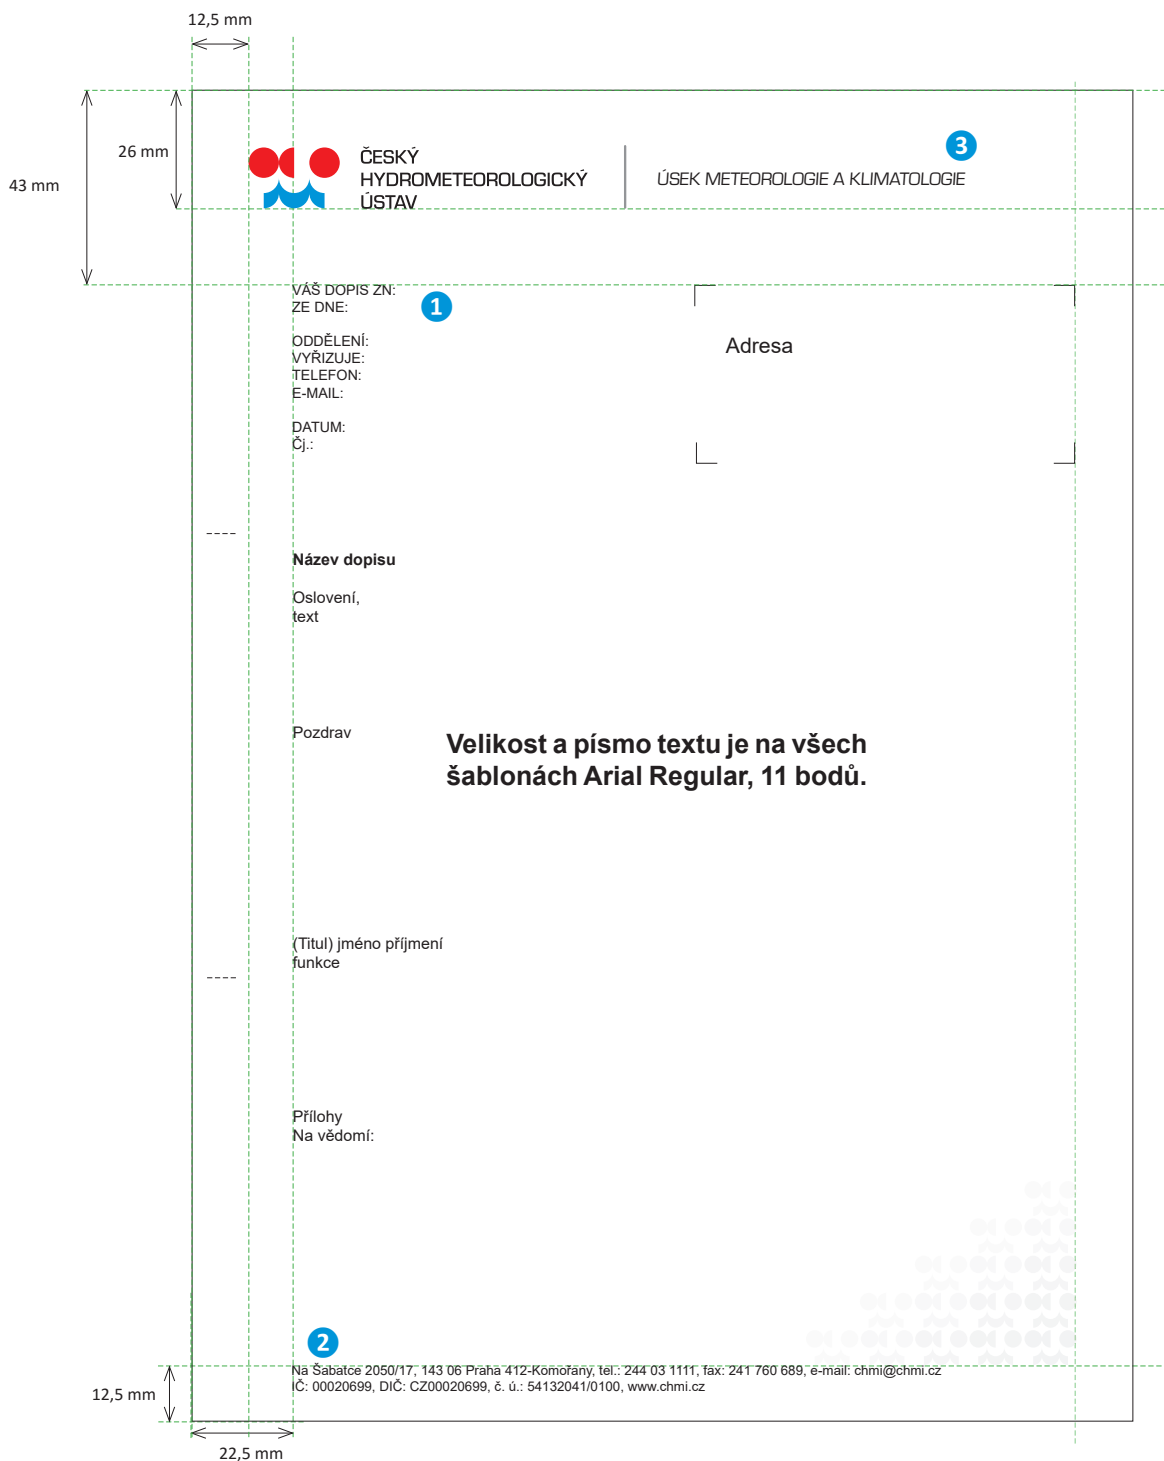 12,5 mm
26 mm
43 mm
ČESKÝ
HYDROMETEOROLOGICKÝ
ÚSTAV
ÚSEK METEOROLOGIE A KLIMATOLOGIE
3
VÁŠ DOPIS ZN:
ZE DNE:
1
ODDĚLENÍ:
VYŘIZUJE:
TELEFON:
E-MAIL:
DATUM:
Čj.:
Adresa
Název dopisu
Oslovení,
text
Pozdrav
Velikost a písmo textu je na všech
šablonách Arial Regular, 11 bodů.
(Titul) jméno příjmení
funkce
Přílohy
Na vědomí:
2
Na Šabatce 2050/17, 143 06 Praha 412-Komořany, tel.: 244 03 1111, fax: 241 760 689, e-mail: chmi@chmi.cz
IČ: 00020699, DIČ: CZ00020699, č. ú.: 54132041/0100, www.chmi.cz
12,5 mm
22,5 mm